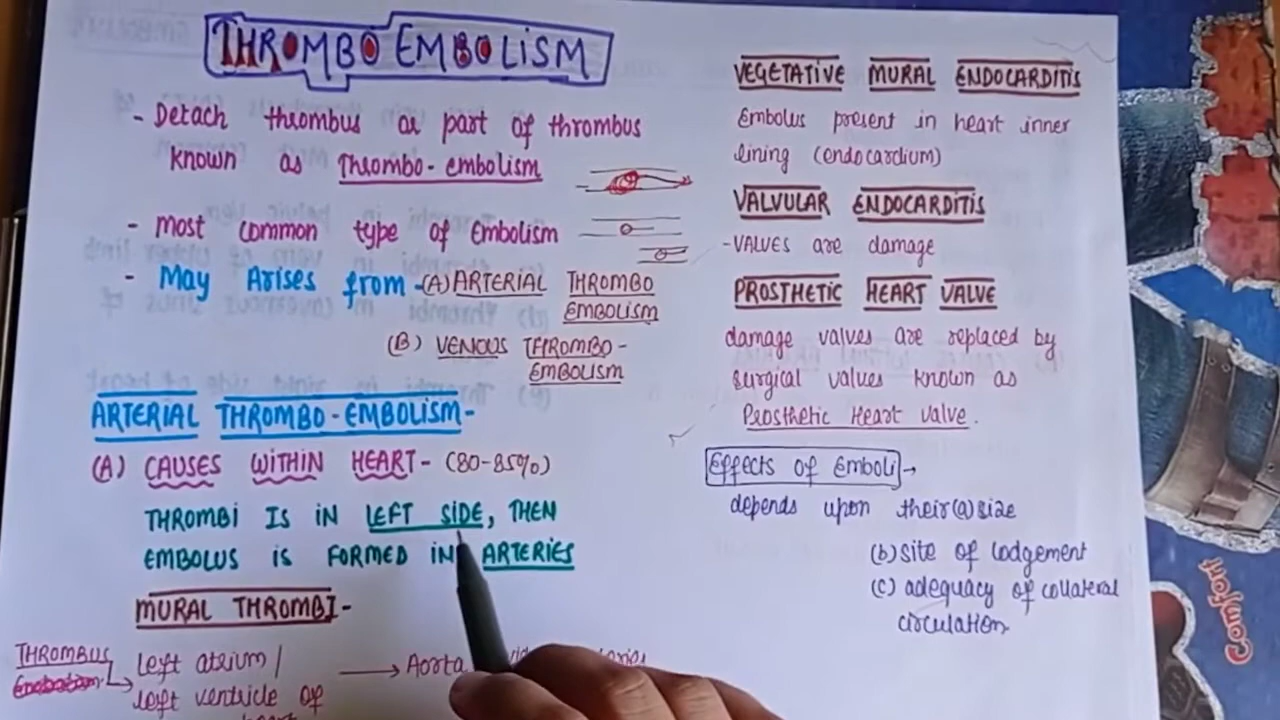 THROMBO EMBOLISM
- Detach thrombus or part of thrombus
known as Thrombo-embolism
- Most common type of Embolism
- May Arises from -(A) ARTERIAL THROMBO
EMBOLISM
(B) VENOUS THROMBO-
EMBOLISM
ARTERIAL THROMBO-EMBOLISM-
(A) CAUSES WITHIN HEART- (80-85%)
THROMBI IS IN LEFT SIDE, THEN
EMBOLUS IS FORMED IN ARTERIES
MURAL THROMBI-
THROMBUS
Left atrium/
→ Aorta
left ventricle of
VEGETATIVE MURAL ENDOCARDITIS
Embolus present in heart inner
lining (endocardium)
VALVULAR ENDOCARDITIS
-VALVES are damage
PROSTHETIC HEART VALVE
damage valves are replaced by
surgical valves known as
Prosthetic Heart valve.
Effects of Emboli→
depends upon their (a) size
(b) site of lodgement
(c) adequacy of collateral
circulation
Comfort